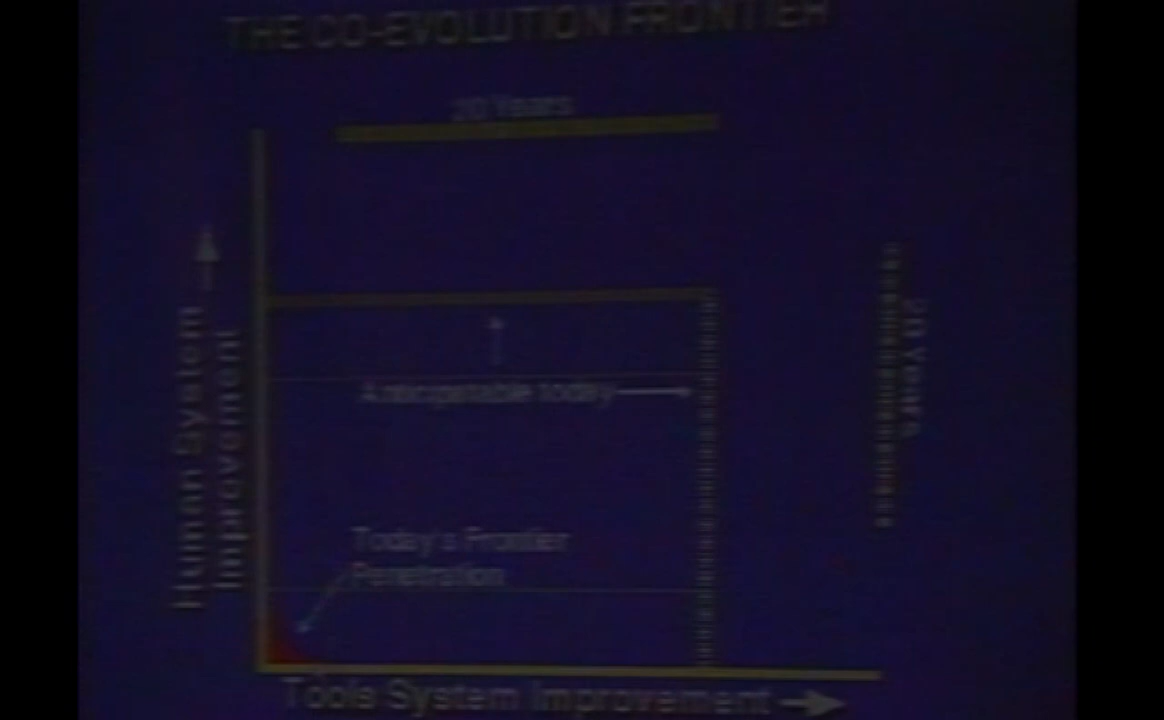 THE CO-EVOLUTION FRONTIER
20 Years
Human System
Improvement
Anticipatable today
20 Years
Today's Frontier
Penetration
Tools System Improvement